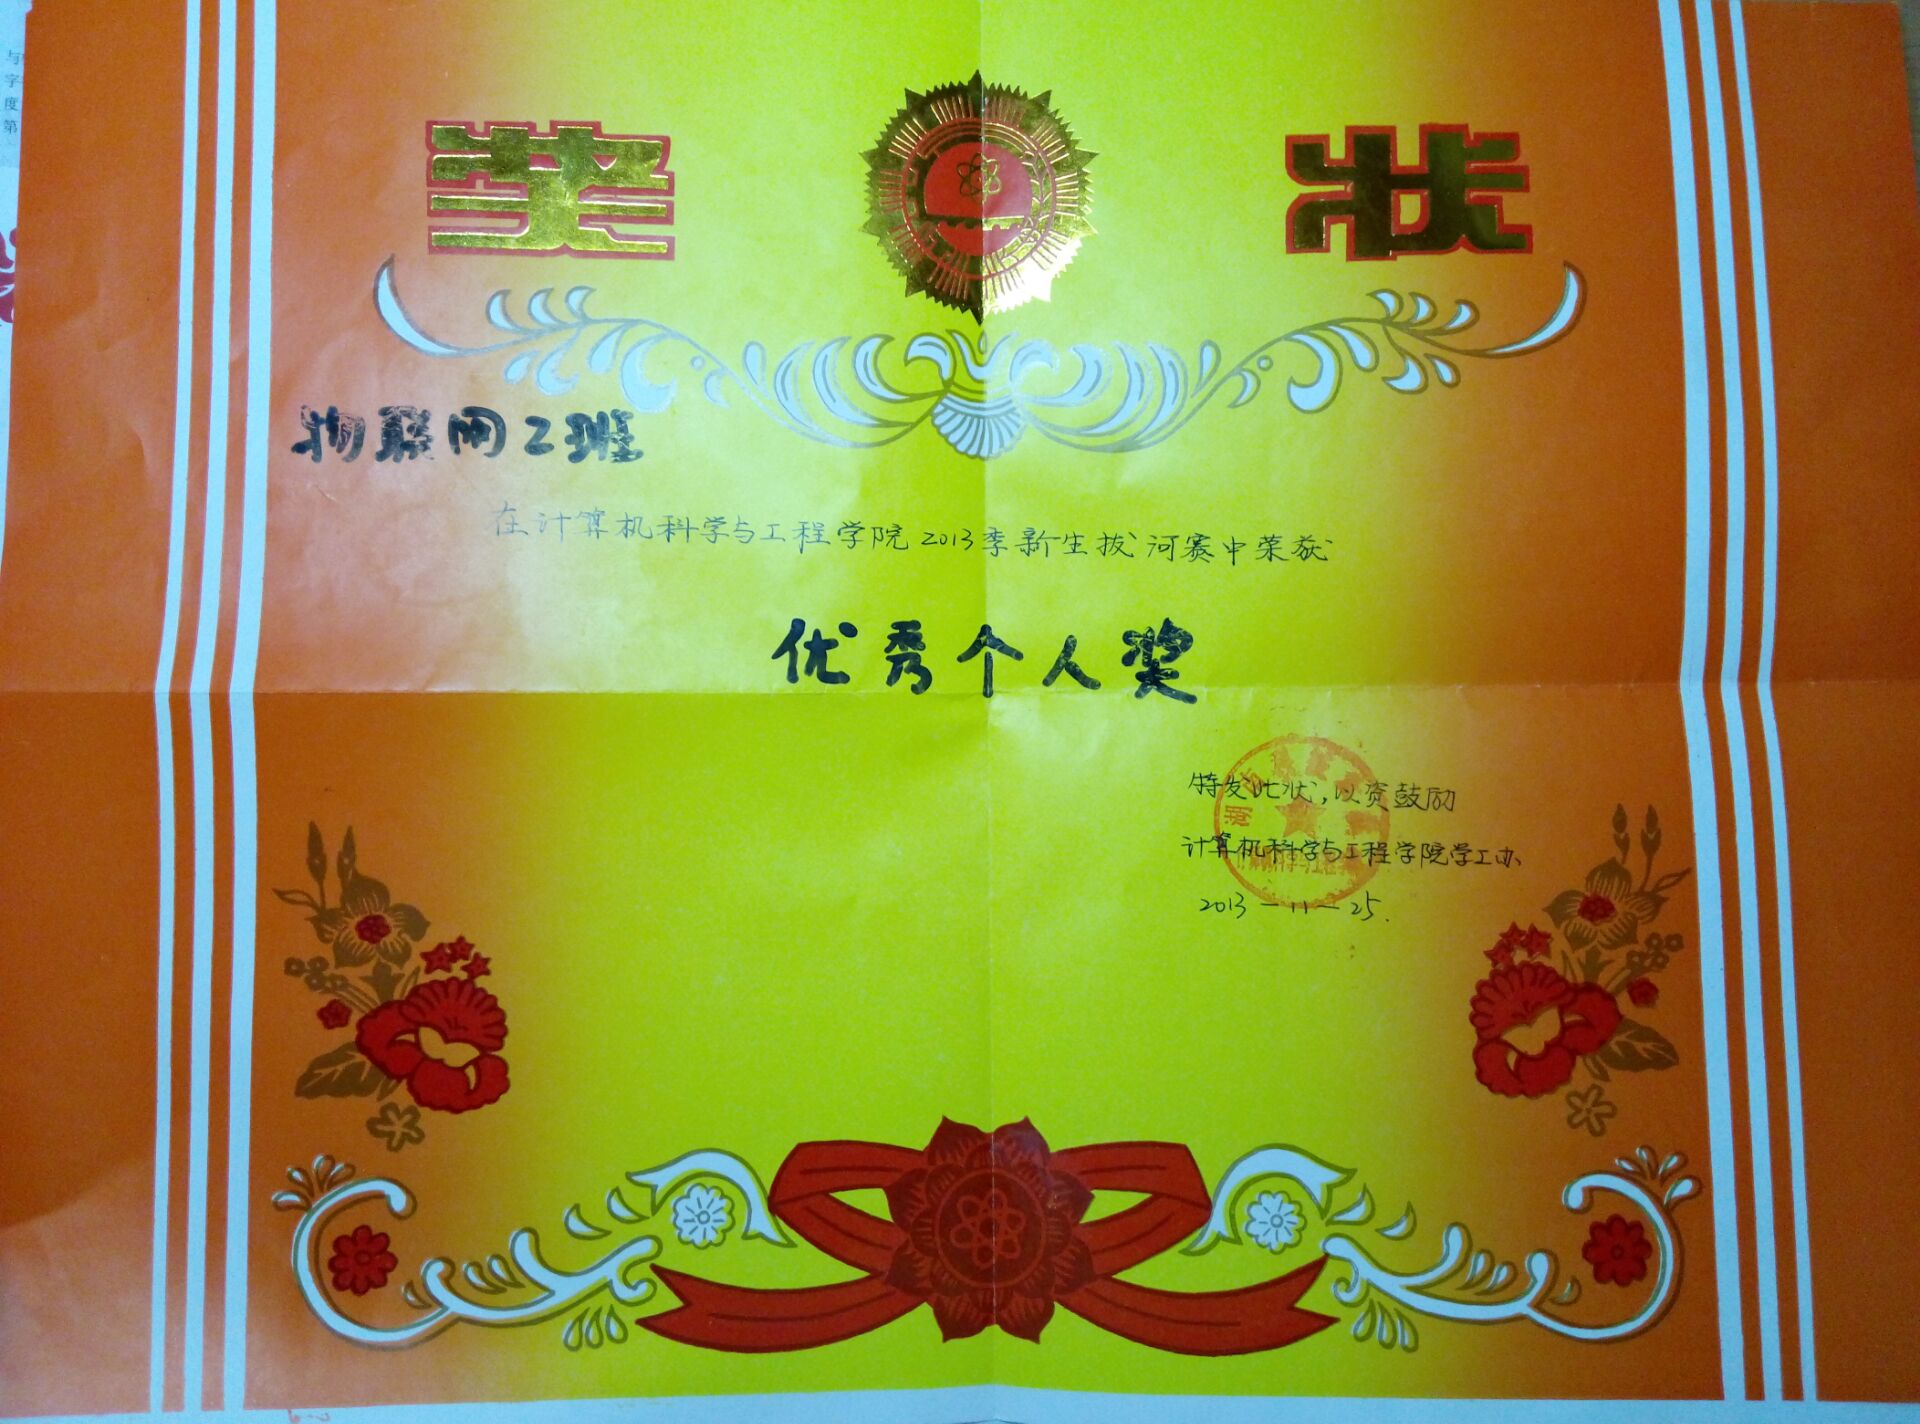 与
字
度
第
奖 状
物联网2班
在计算机科学与工程学院2013季新生拔河赛中荣获
优秀个人奖
特发此状，以资鼓励
计算机科学与工程学院学工办
2013-11-25.